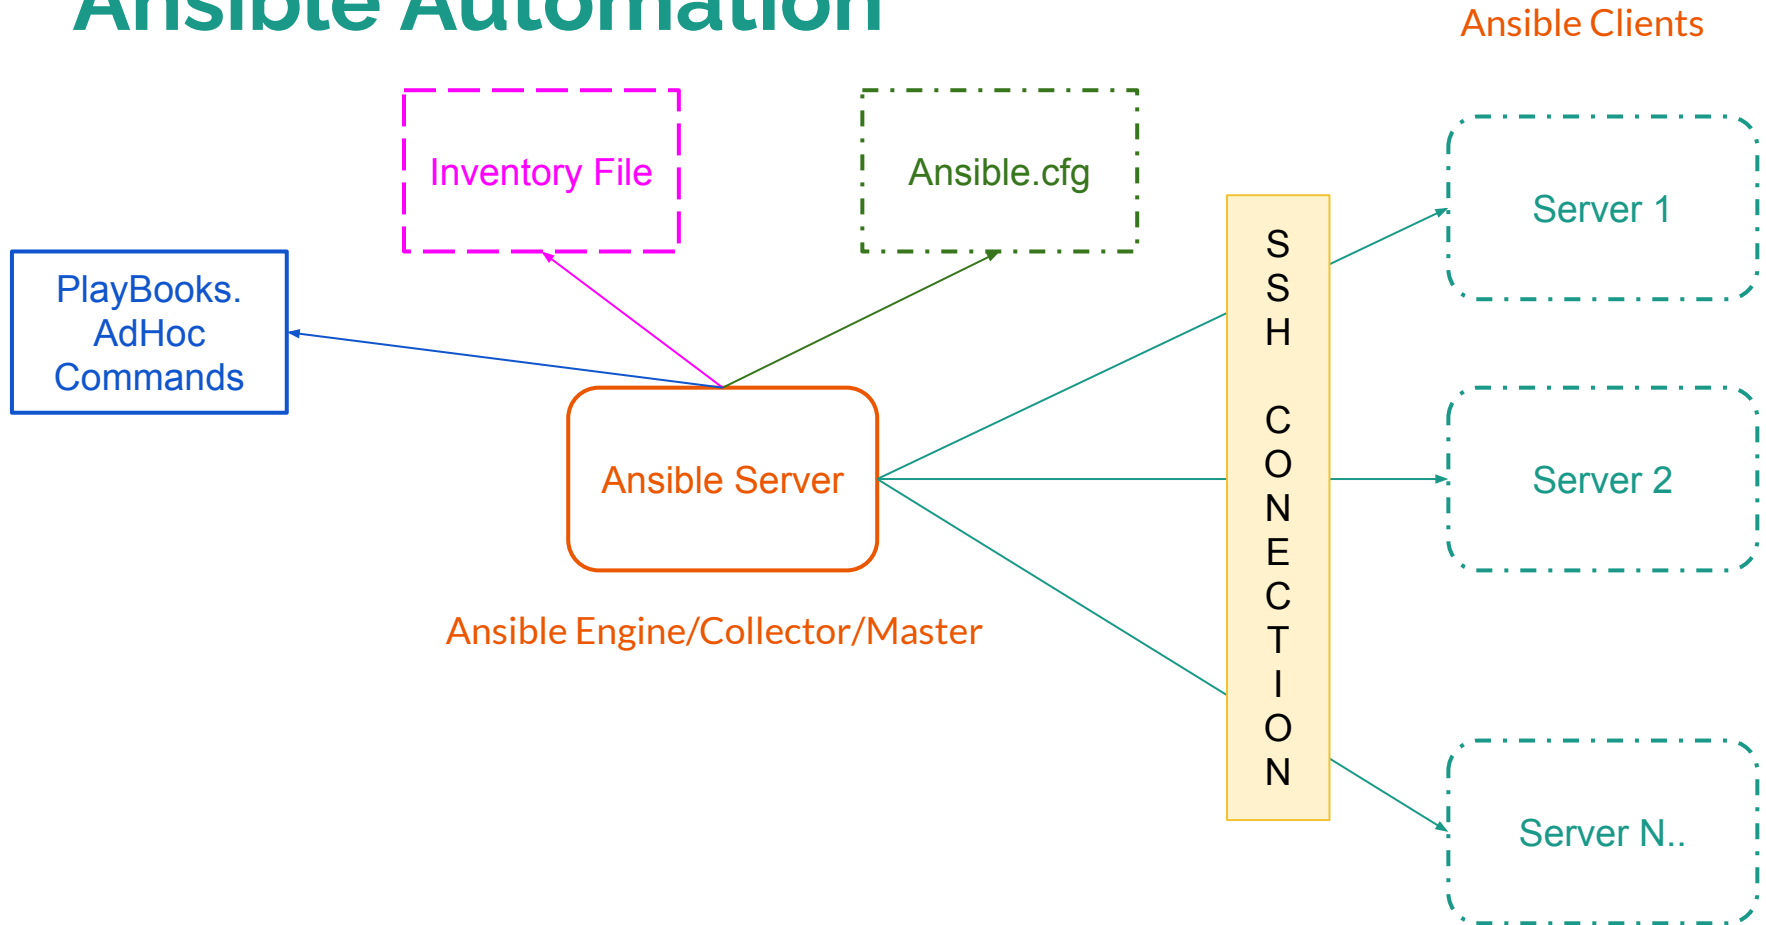 Ansible Automation
Ansible Clients
Inventory File
Ansible.cfg
PlayBooks.
AdHoc
Commands
Ansible Server
Ansible Engine/Collector/Master
S
S
H
C
O
N
E
C
T
I
O
N
Server 1
Server 2
Server N..